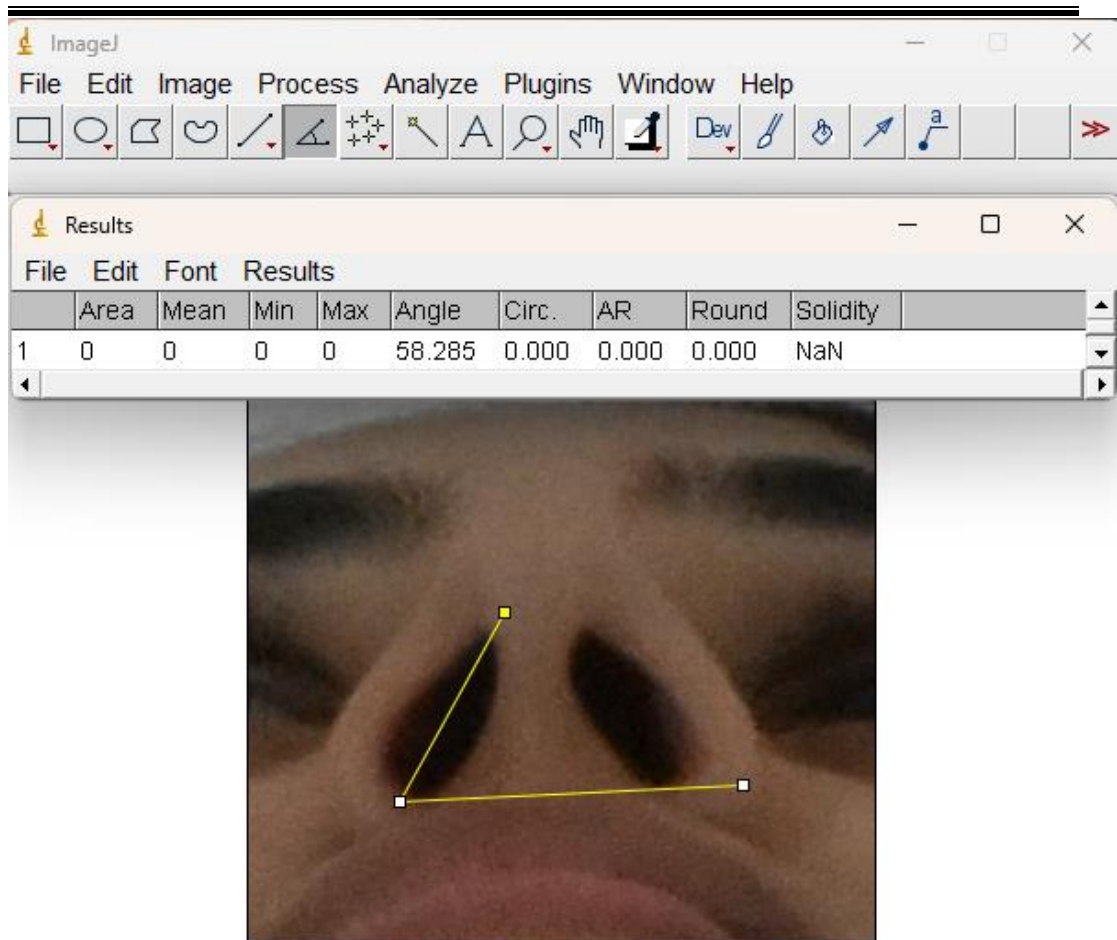 ImageJ
File Edit Image Process Analyze Plugins Window Help
A Dev a
Results
File Edit Font Results
Area Mean Min Max Angle Circ. AR Round Solidity
1 0 0 0 0 58.285 0.000 0.000 0.000 NaN